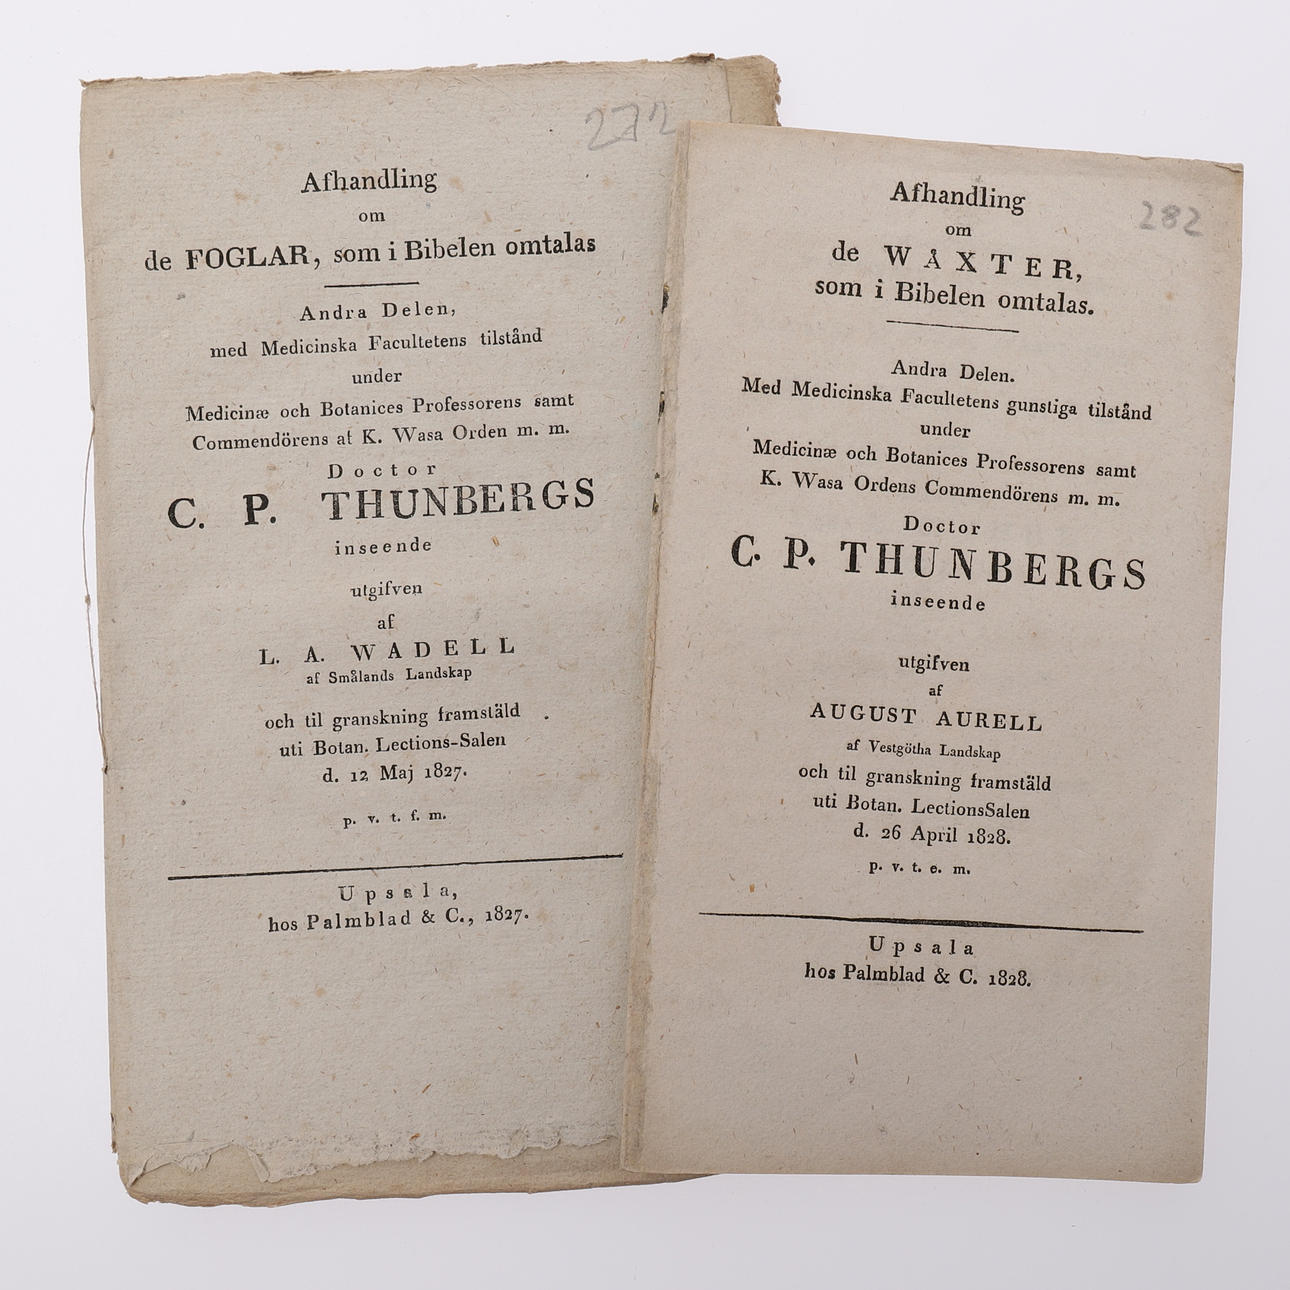 272
Afhandling
om
de FOGLAR, som i Bibelen omtalas
Andra Delen,
med Medicinska Facultetens tilstånd
under
Medicinæ och Botanices Professorens samt
Commendörens af K. Wasa Orden m. m.
Doctor
C. P. THUNBERGS
inseende
utgifven
af
L. A. WADELL
af Smålands Landskap
och til granskning framstäld
uti Botan. Lections-Salen
d. 12 Maj 1827.
p. v. t. f. m.
Upsala,
hos Palmblad & C., 1827.
282
Afhandling
om
de WÅXTER,
som i Bibelen omtalas.
Andra Delen.
Med Medicinska Facultetens gunstiga tilstånd
under
Medicinæ och Botanices Professorens samt
K. Wasa Ordens Commendörens m. m.
Doctor
C. P. THUNBERGS
inseende
utgifven
af
AUGUST AURELL
af Vestgötha Landskap
och til granskning framstäld
uti Botan. LectionsSalen
d. 26 April 1828.
p. v. t. e. m.
Upsala
hos Palmblad & C. 1828.